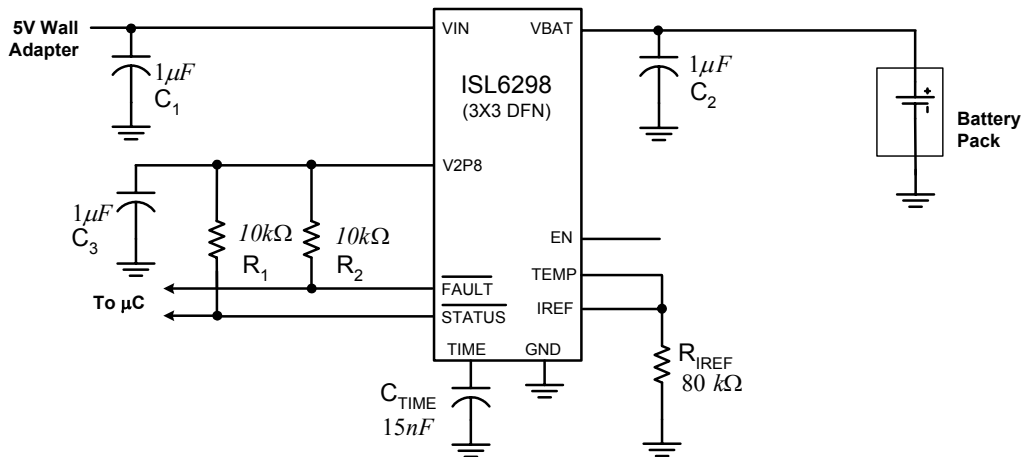 5V Wall
Adapter
1μF
C1
VIN
VBAT
ISL6298
(3X3 DFN)
1μF
C2
Battery
Pack
V2P8
1μF
C3
10kΩ
R1
10kΩ
R2
EN
TEMP
IREF
FAULT
STATUS
To μC
TIME
GND
CTIME
15nF
RIREF
80 kΩ